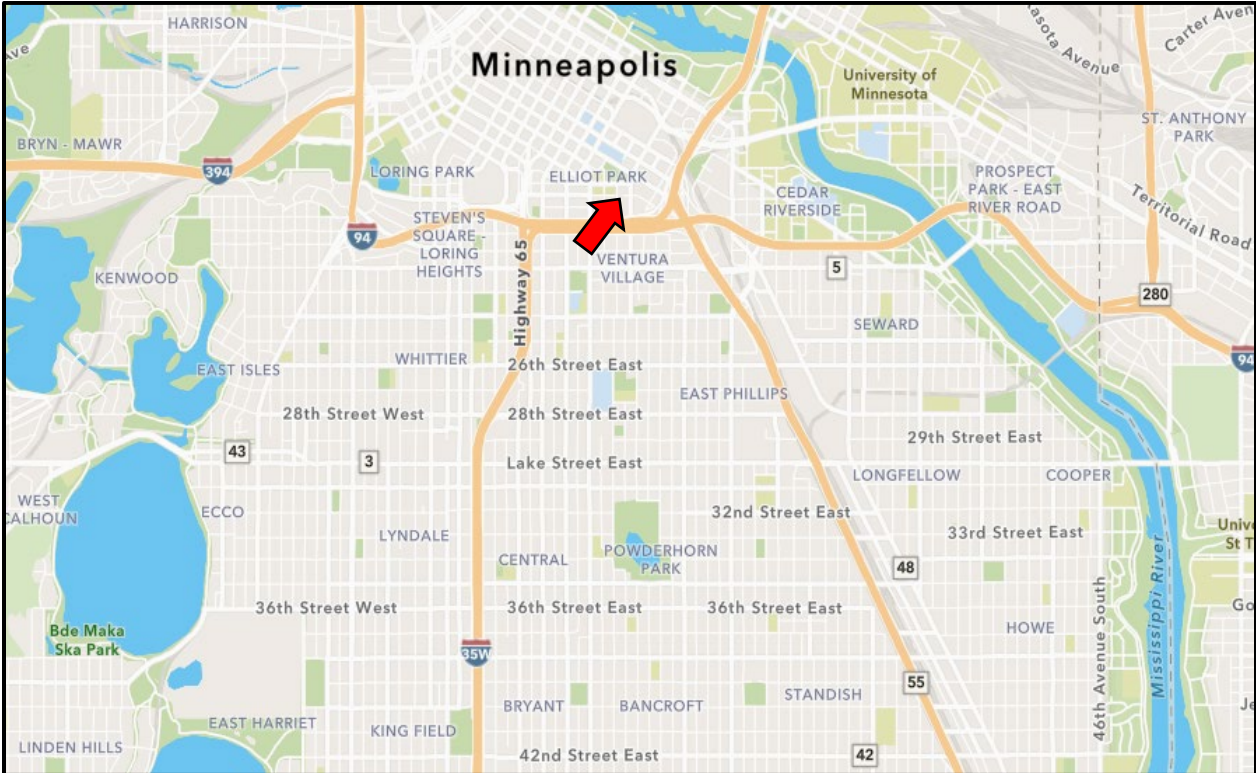 HARRISON
Minneapolis
Carter Aven
sota Avenue
Ave
University of
Minnesota
ST. ANTHONY
PARK
BRYN - MAWR
394
LORING PARK
ELLIOT PARK
PROSPECT
PARK - EAST
RIVER ROAD
CEDAR
RIVERSIDE
Territorial Road
STEVEN'S
SQUARE -
LORING
HEIGHTS
94
Highway 65
VENTURA
VILLAGE
5
KENWOOD
280
SEWARD
94
WHITTIER
26th Street East
EAST ISLES
EAST PHILLIPS
28th Street West
28th Street East
29th Street East
43
3
Lake Street East
LONGFELLOW
COOPER
WEST
CALHOUN
ECCO
32nd Street East
LYNDALE
33rd Street East
Unive
St T
CENTRAL
POWDERHORN
PARK
48
Mississippi River
36th Street West
36th Street East
36th Street East
Go
46th Avenue South
HOWE
Bde Maka
Ska Park
35W
55
STANDISH
BRYANT
BANCROFT
Je
EAST HARRIET
KING FIELD
LINDEN HILLS
42nd Street East
42